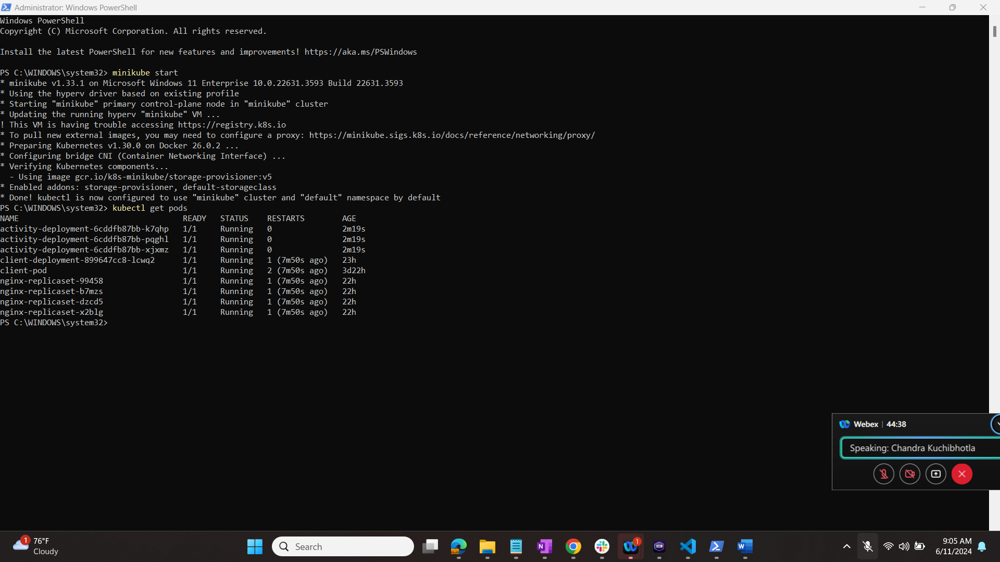 Administrator: Windows PowerShell
Windows PowerShell
Copyright (C) Microsoft Corporation. All rights reserved.
Install the latest PowerShell for new features and improvements! https://aka.ms/PSWindows
PS C:\WINDOWS\system32> minikube start
* minikube v1.33.1 on Microsoft Windows 11 Enterprise 10.0.22631.3593 Build 22631.3593
* Using the hyperv driver based on existing profile
* Starting "minikube" primary control-plane node in "minikube" cluster
* Updating the running hyperv "minikube" VM ...
! This VM is having trouble accessing https://registry.k8s.io
* To pull new external images, you may need to configure a proxy: https://minikube.sigs.k8s.io/docs/reference/networking/proxy/
* Preparing Kubernetes v1.30.0 on Docker 26.0.2 ...
* Configuring bridge CNI (Container Networking Interface) ...
* Verifying Kubernetes components...
  - Using image gcr.io/k8s-minikube/storage-provisioner:v5
* Enabled addons: storage-provisioner, default-storageclass
* Done! kubectl is now configured to use "minikube" cluster and "default" namespace by default
PS C:\WINDOWS\system32> kubectl get pods
NAME READY STATUS RESTARTS AGE
activity-deployment-6cddfb87bb-k7qhp 1/1 Running 0 2m19s
activity-deployment-6cddfb87bb-pqghl 1/1 Running 0 2m19s
activity-deployment-6cddfb87bb-xjxmz 1/1 Running 0 2m19s
client-deployment-899647cc8-lcwq2 1/1 Running 1 (7m50s ago) 23h
client-pod 1/1 Running 2 (7m50s ago) 3d22h
nginx-replicaset-99458 1/1 Running 1 (7m50s ago) 22h
nginx-replicaset-b7mzs 1/1 Running 1 (7m50s ago) 22h
nginx-replicaset-dzcd5 1/1 Running 1 (7m50s ago) 22h
nginx-replicaset-x2blg 1/1 Running 1 (7m50s ago) 22h
PS C:\WINDOWS\system32>
Webex | 44:38
Speaking: Chandra Kuchibhotla
1
76°F
Cloudy
Search
N
1
W
9:05 AM
6/11/2024